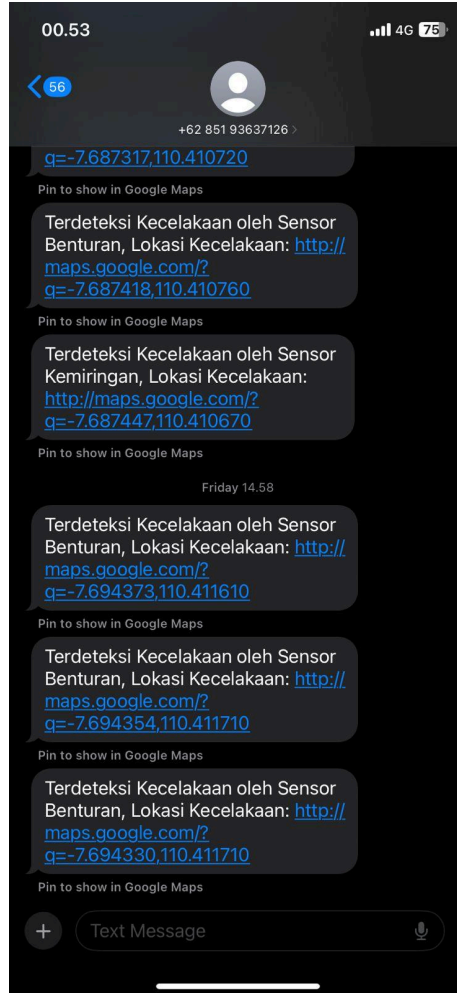 00.53
4G 75
56
+62 851 93637126
q=-7.687317,110.410720
Pin to show in Google Maps
Terdeteksi Kecelakaan oleh Sensor
Benturan, Lokasi Kecelakaan: http://
maps.google.com/?
q=-7.687418,110.410760
Pin to show in Google Maps
Terdeteksi Kecelakaan oleh Sensor
Kemiringan, Lokasi Kecelakaan:
http://maps.google.com/?
q=-7.687447,110.410670
Pin to show in Google Maps
Friday 14.58
Terdeteksi Kecelakaan oleh Sensor
Benturan, Lokasi Kecelakaan: http://
maps.google.com/?
q=-7.694373,110.411610
Pin to show in Google Maps
Terdeteksi Kecelakaan oleh Sensor
Benturan, Lokasi Kecelakaan: http://
maps.google.com/?
q=-7.694354,110.411710
Pin to show in Google Maps
Terdeteksi Kecelakaan oleh Sensor
Benturan, Lokasi Kecelakaan: http://
maps.google.com/?
q=-7.694330,110.411710
Pin to show in Google Maps
Text Message